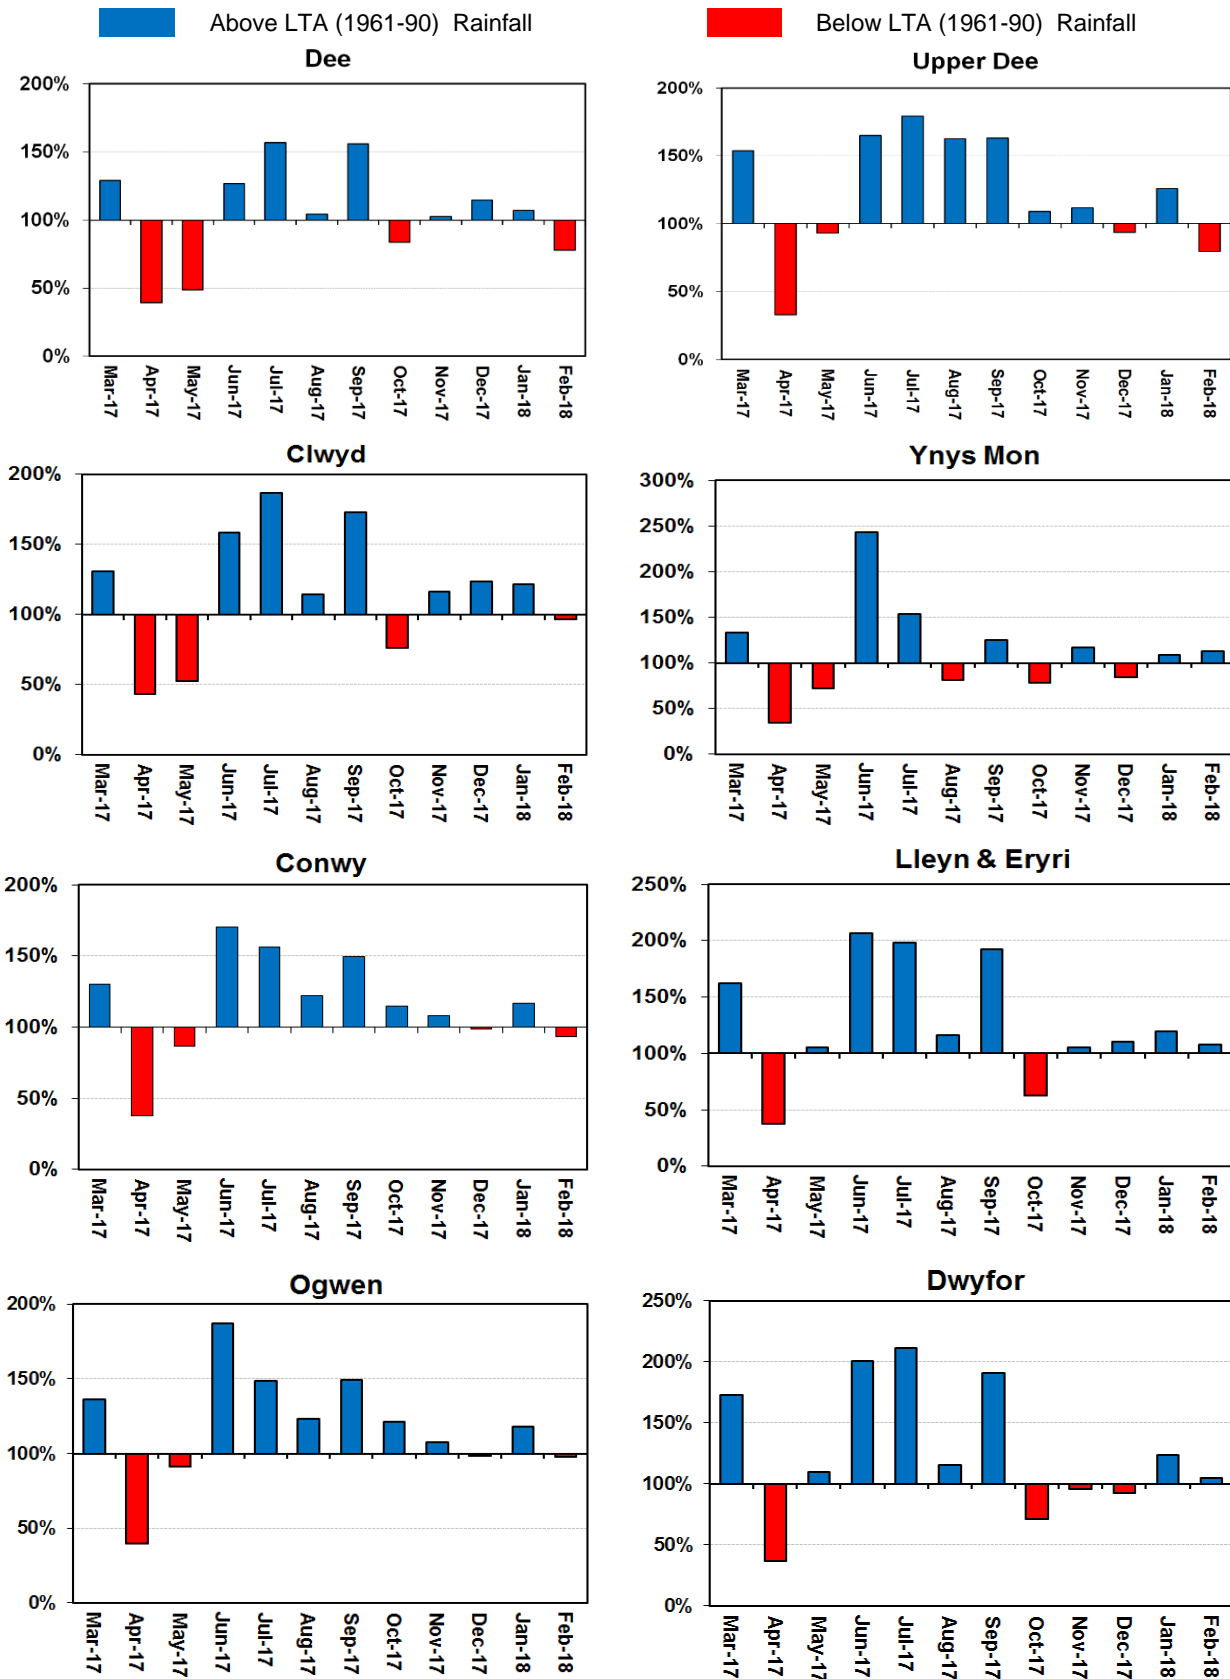 Above LTA (1961-90) Rainfall
Below LTA (1961-90) Rainfall
Dee
200%
150%
100%
50%
0%
Mar-17
Apr-17
May-17
Jun-17
Jul-17
Aug-17
Sep-17
Oct-17
Nov-17
Dec-17
Jan-18
Feb-18
Upper Dee
200%
150%
100%
50%
0%
Mar-17
Apr-17
May-17
Jun-17
Jul-17
Aug-17
Sep-17
Oct-17
Nov-17
Dec-17
Jan-18
Feb-18
Clwyd
200%
150%
100%
50%
0%
Mar-17
Apr-17
May-17
Jun-17
Jul-17
Aug-17
Sep-17
Oct-17
Nov-17
Dec-17
Jan-18
Feb-18
Ynys Mon
300%
250%
200%
150%
100%
50%
0%
Mar-17
Apr-17
May-17
Jun-17
Jul-17
Aug-17
Sep-17
Oct-17
Nov-17
Dec-17
Jan-18
Feb-18
Conwy
200%
150%
100%
50%
0%
Mar-17
Apr-17
May-17
Jun-17
Jul-17
Aug-17
Sep-17
Oct-17
Nov-17
Dec-17
Jan-18
Feb-18
Lleyn & Eryri
250%
200%
150%
100%
50%
0%
Mar-17
Apr-17
May-17
Jun-17
Jul-17
Aug-17
Sep-17
Oct-17
Nov-17
Dec-17
Jan-18
Feb-18
Ogwen
200%
150%
100%
50%
0%
Mar-17
Apr-17
May-17
Jun-17
Jul-17
Aug-17
Sep-17
Oct-17
Nov-17
Dec-17
Jan-18
Feb-18
Dwyfor
250%
200%
150%
100%
50%
0%
Mar-17
Apr-17
May-17
Jun-17
Jul-17
Aug-17
Sep-17
Oct-17
Nov-17
Dec-17
Jan-18
Feb-18